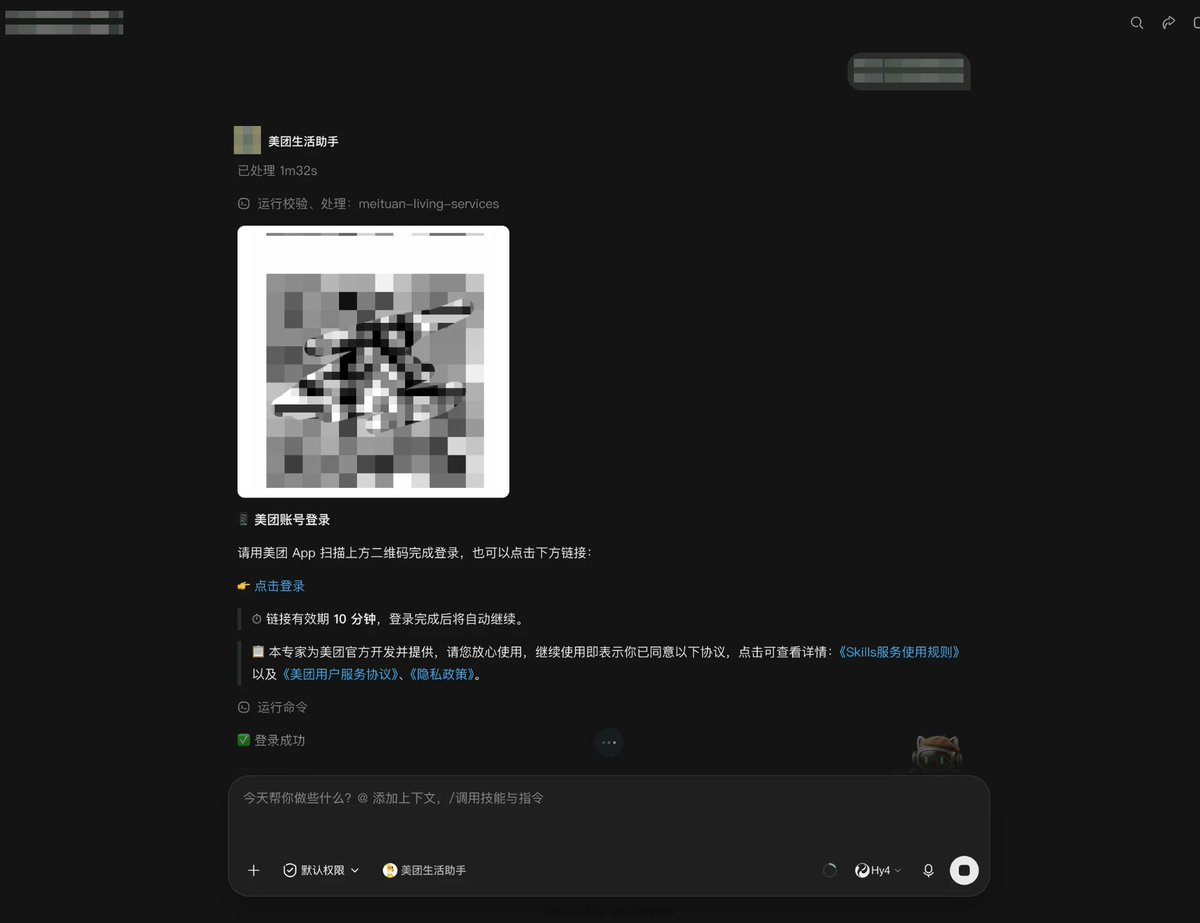 美团生活助手
已处理 1m32s
运行校验、处理：meituan-living-services
美团账号登录
请用美团 App 扫描上方二维码完成登录，也可以点击下方链接：
👉 点击登录
⏱ 链接有效期 10 分钟，登录完成后将自动继续。
📋 本专家为美团官方开发并提供，请您放心使用，继续使用即表示你已同意以下协议，点击可查看详情：《Skills服务使用规则》
以及《美团用户服务协议》、《隐私政策》。
运行命令
✅ 登录成功
今天帮你做些什么？@ 添加上下文，/调用技能与指令
默认权限 美团生活助手 Hy4